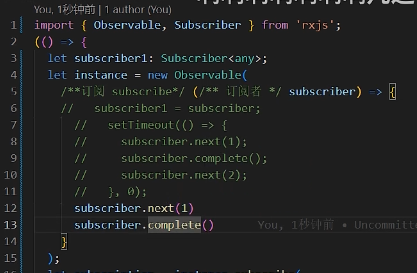 You, 1秒钟前 | 1 author (You)
1 import { Observable, Subscriber } from 'rxjs';
2 (() => {
3 let subscriber1: Subscriber<any>;
4 let instance = new Observable(
5 /**订阅 subscribe*/ (/** 订阅者 */ subscriber) => {
6 // subscriber1 = subscriber;
7 // setTimeout(() => {
8 // subscriber.next(1);
9 // subscriber.complete();
10 // subscriber.next(2);
11 // }, 0);
12 subscriber.next(1)
13 subscriber.complete() You, 1秒钟前 • Uncommitte
14 }
15 );